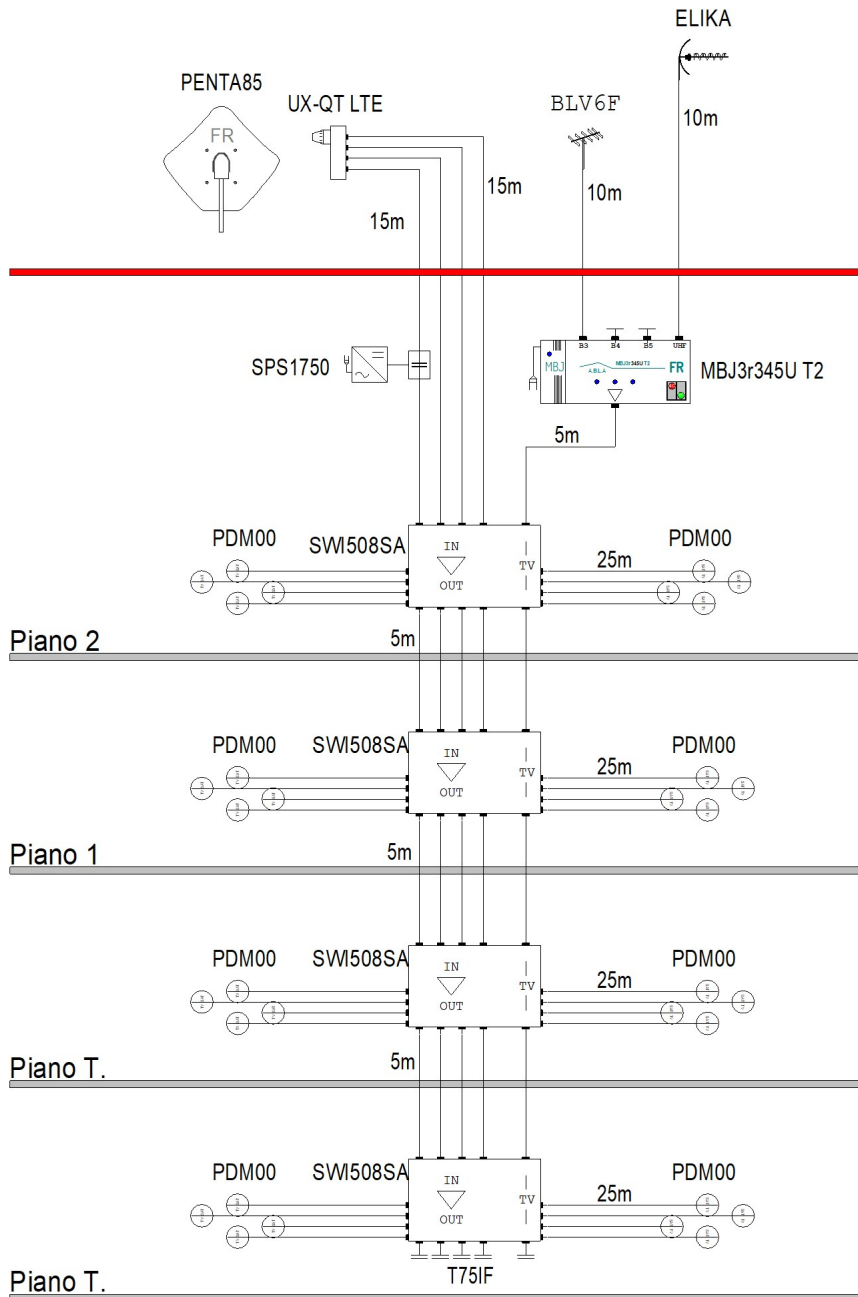 ELIKA
PENTA85
UX-QT LTE
BLV6F
FR
10m
15m
10m
15m
B3
B4
B5
UHF
SPS1750
MBJ
MBJ3r345U T2
A.B.L.A
FR
MBJ3r345U T2
5m
PDM00
SWI508SA
IN
TV
OUT
PDM00
25m
Piano 2
5m
PDM00
SWI508SA
IN
TV
OUT
PDM00
25m
Piano 1
5m
PDM00
SWI508SA
IN
TV
OUT
PDM00
25m
Piano T.
5m
PDM00
SWI508SA
IN
TV
OUT
PDM00
25m
T75IF
Piano T.